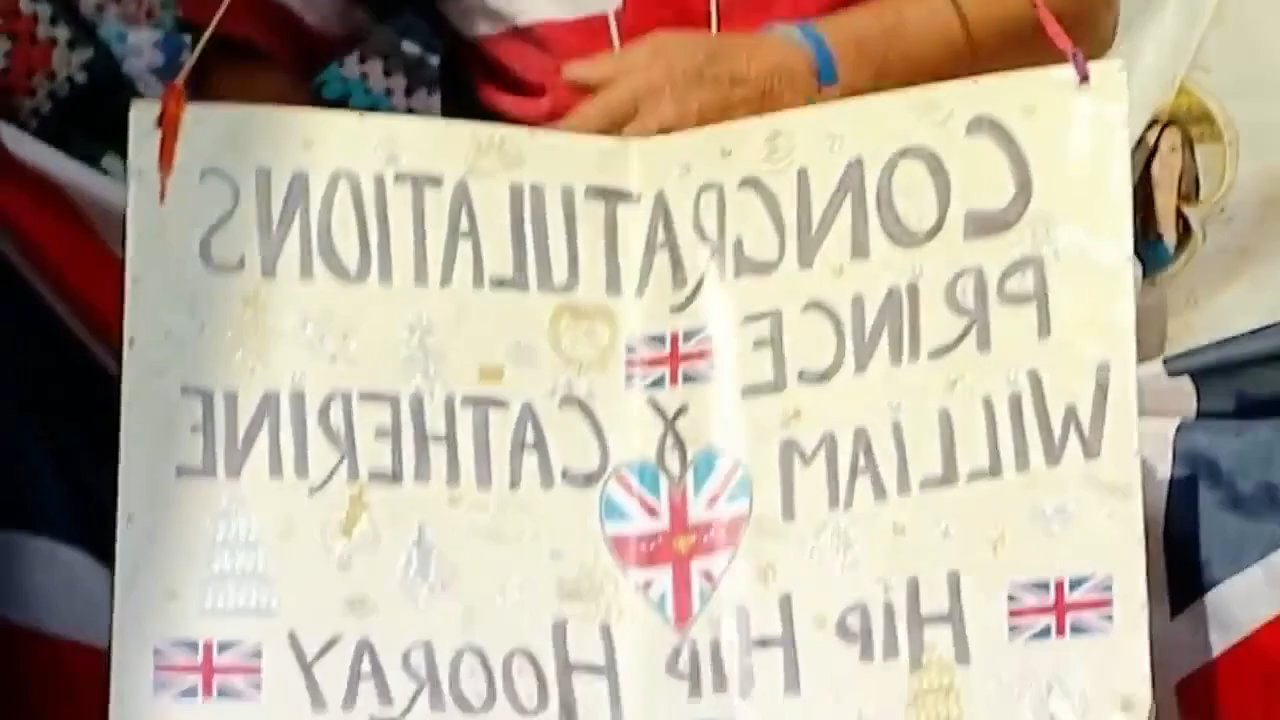 CONGRATULATIONS
PRINCE
WILLIAM & CATHERINE
HIP HIP HOORAY